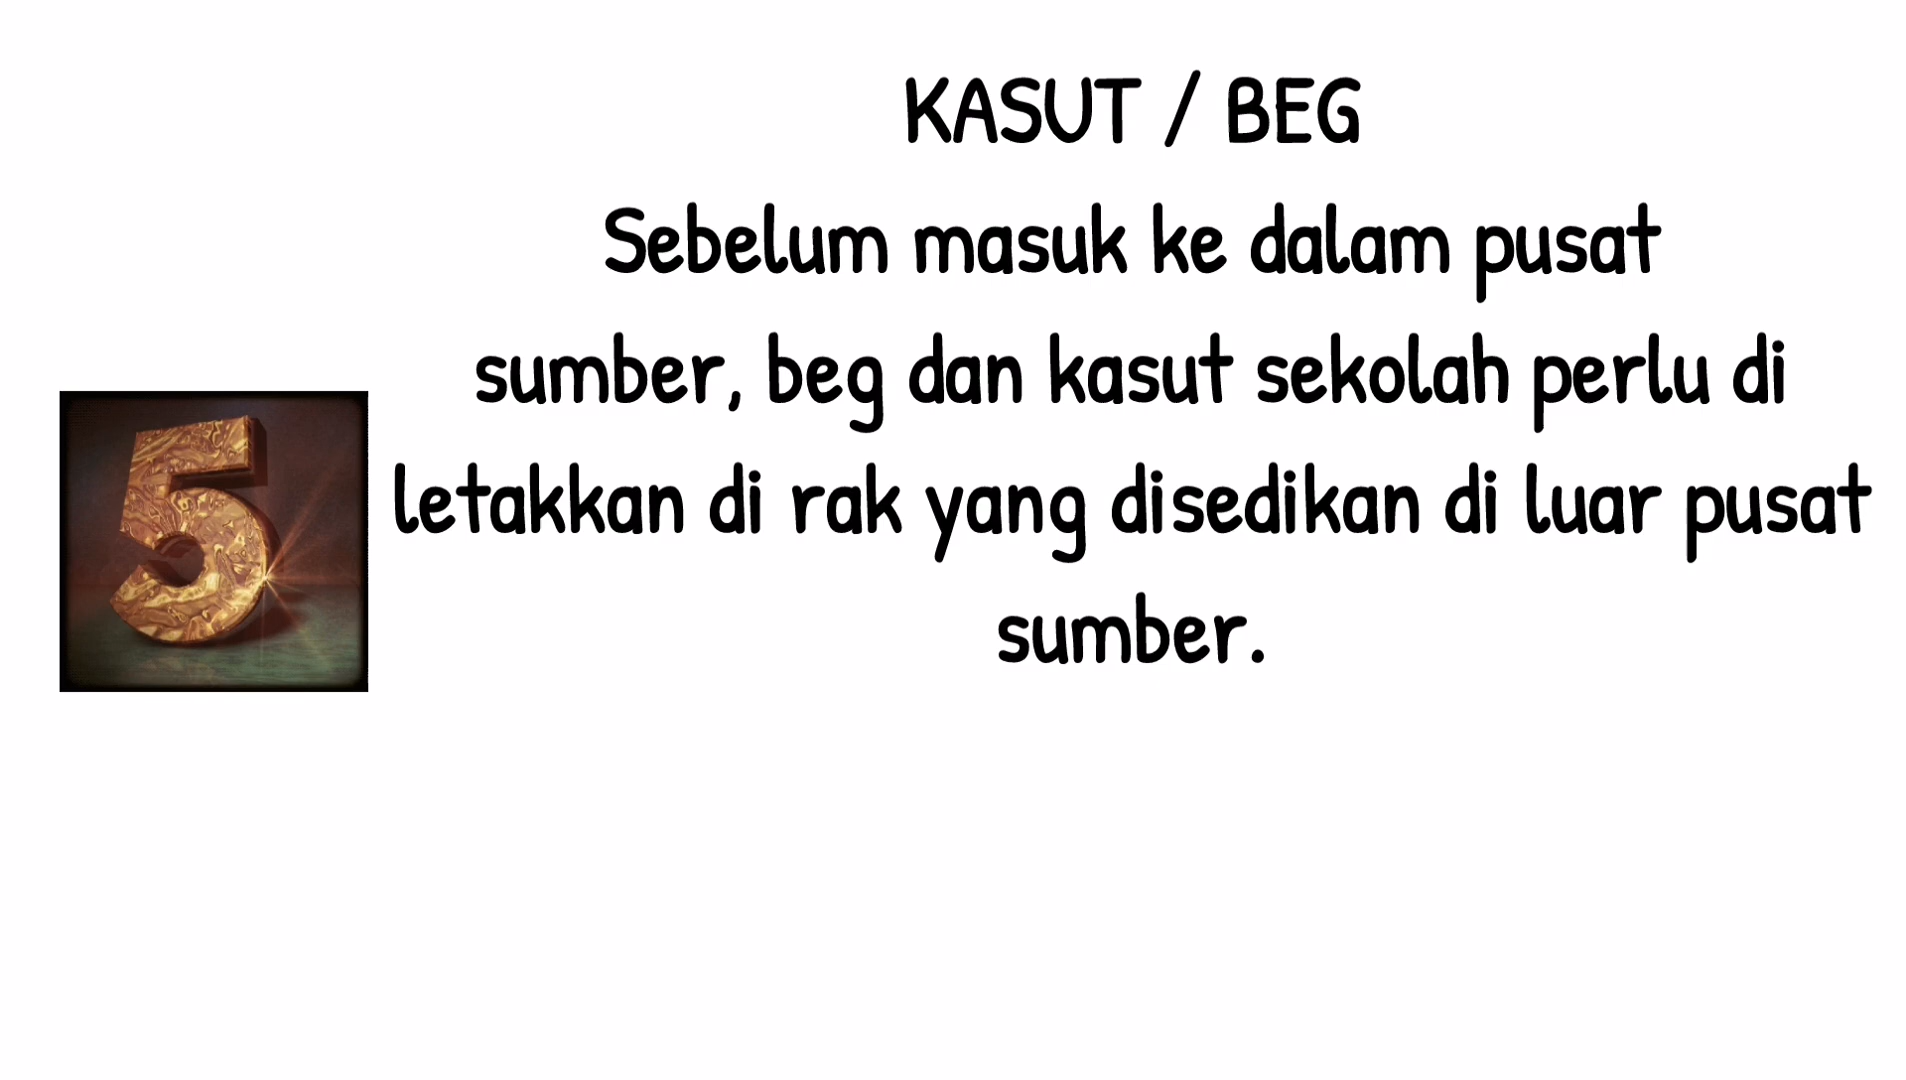 KASUT / BEG
Sebelum masuk ke dalam pusat
sumber, beg dan kasut sekolah perlu di
5
letakkan di rak yang disedikan di luar pusat
sumber.